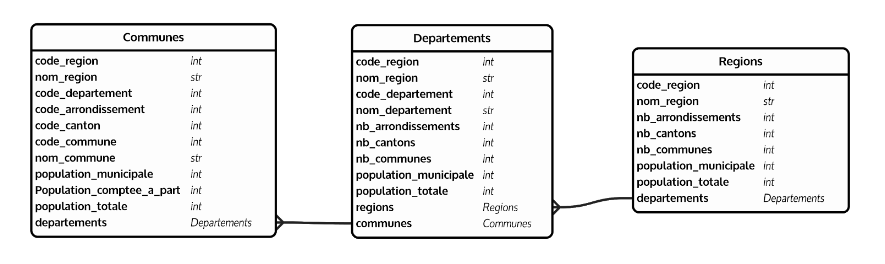 Communes
code_region int
nom_region str
code_departement int
code_arrondissement int
code_canton int
code_commune int
nom_commune str
population_municipale int
Population_comptee_a_part int
population_totale int
departements Departements
Departements
code_region int
nom_region str
code_departement int
nom_departement str
nb_arrondissements int
nb_cantons int
nb_communes int
population_municipale int
population_totale int
regions Regions
communes Communes
Regions
code_region int
nom_region str
nb_arrondissements int
nb_cantons int
nb_communes int
population_municipale int
population_totale int
departements Departements